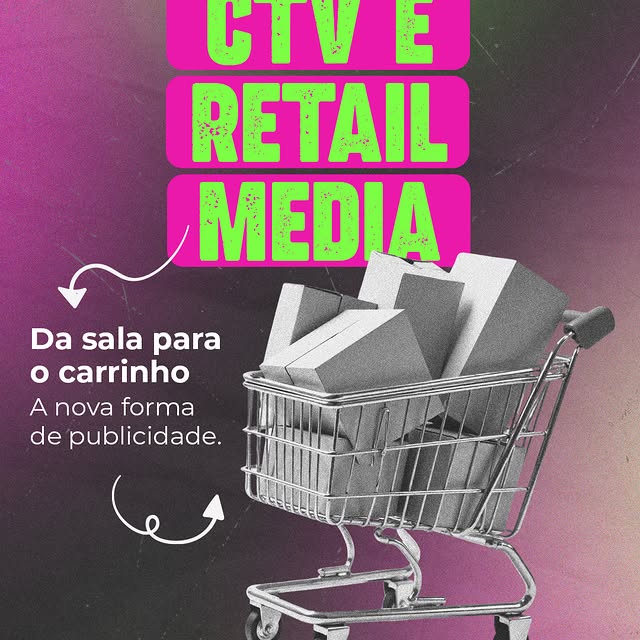 CTV E
RETAIL
MEDIA
Da sala para
o carrinho
A nova forma
de publicidade.